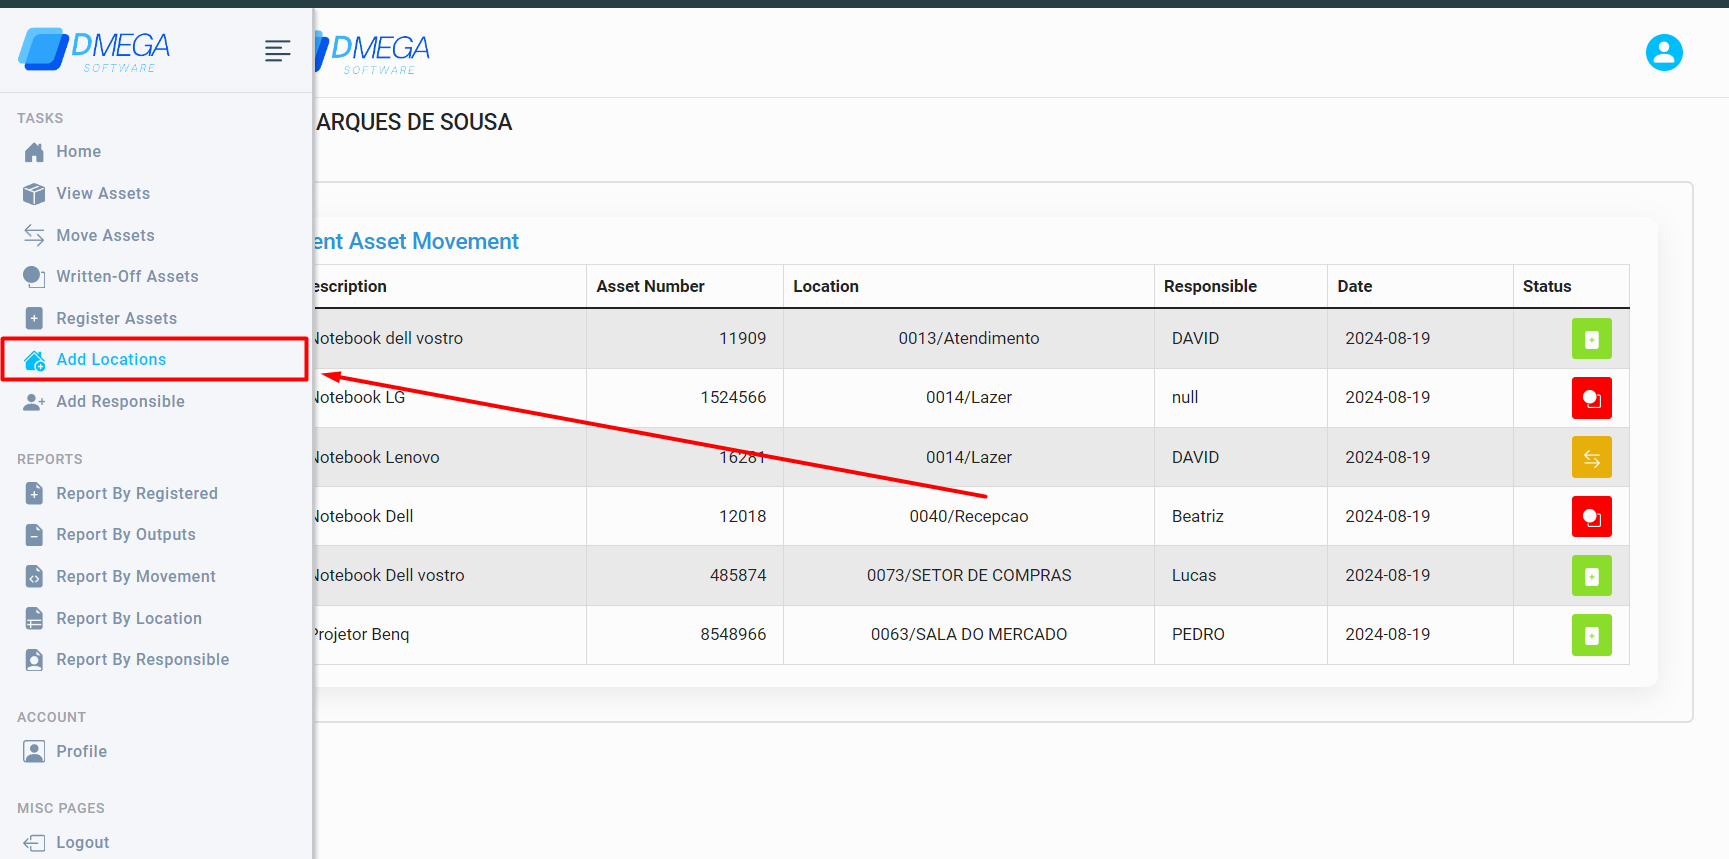 DMEGA
SOFTWARE
DMEGA
SOFTWARE
TASKS
Home
View Assets
Move Assets
Written-Off Assets
Register Assets
Add Locations
Add Responsible
REPORTS
Report By Registered
Report By Outputs
Report By Movement
Report By Location
Report By Responsible
ACCOUNT
Profile
MISC PAGES
Logout
ARQUES DE SOUSA
ent Asset Movement
escription Asset Number Location Responsible Date Status
Notebook dell vostro 11909 0013/Atendimento DAVID 2024-08-19
Notebook LG 1524566 0014/Lazer null 2024-08-19
Notebook Lenovo 16281 0014/Lazer DAVID 2024-08-19
Notebook Dell 12018 0040/Recepcao Beatriz 2024-08-19
Notebook Dell vostro 485874 0073/SETOR DE COMPRAS Lucas 2024-08-19
Projetor Benq 8548966 0063/SALA DO MERCADO PEDRO 2024-08-19